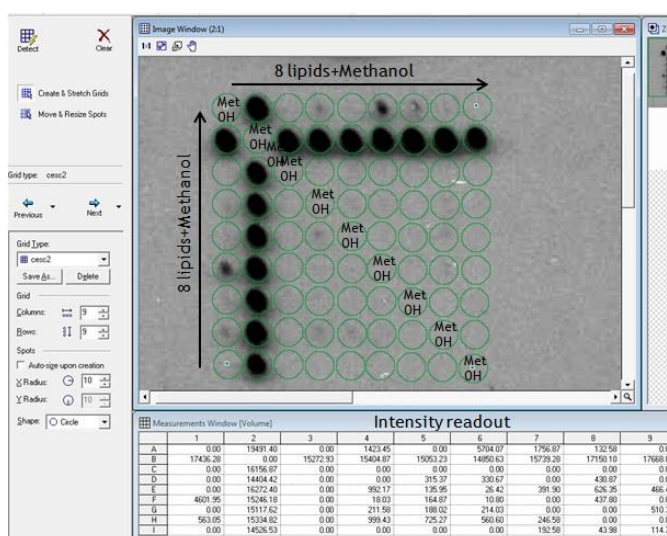 Detect
Clear
Create & Stretch Grids
Move & Resize Spots
Grid type: cesc2
Previous
Next
Grid Type:
cesc2
Save As...
Delete
Grid
Columns: 9
Rows: 9
Spots
Auto-size upon creation
X Radius: 10
Y Radius: 10
Shape: Circle
Image Window (2:1)
1:1
8 lipids+Methanol
8 lipids+Methanol
Met
OH
Met
OH
Met
OH
Met
OH
Met
OH
Met
OH
Met
OH
Met
OH
Met
OH
Measurements Window [Volume]
Intensity readout
1 2 3 4 5 6 7 8 9
A 0.00 19491.40 0.00 1423.45 0.00 5704.07 1756.87 132.58
B 17436.28 0.00 15272.93 15404.87 15053.23 14850.63 15739.28 17150.10
C 0.00 16156.87 0.00 0.00 0.00 0.00 0.00 0.00
D 0.00 14404.42 0.00 0.00 315.37 330.67 0.00 430.87
E 0.00 16272.40 0.00 992.17 135.95 26.42 391.90 626.35
F 4601.95 15246.18 0.00 18.03 164.87 10.80 0.00 437.80
G 0.00 15117.62 0.00 211.58 188.02 214.03 0.00 0.00
H 563.05 15334.82 0.00 999.43 725.27 560.60 246.58 0.00
I 0.00 14526.53 0.00 0.00 0.00 0.00 192.58 43.98